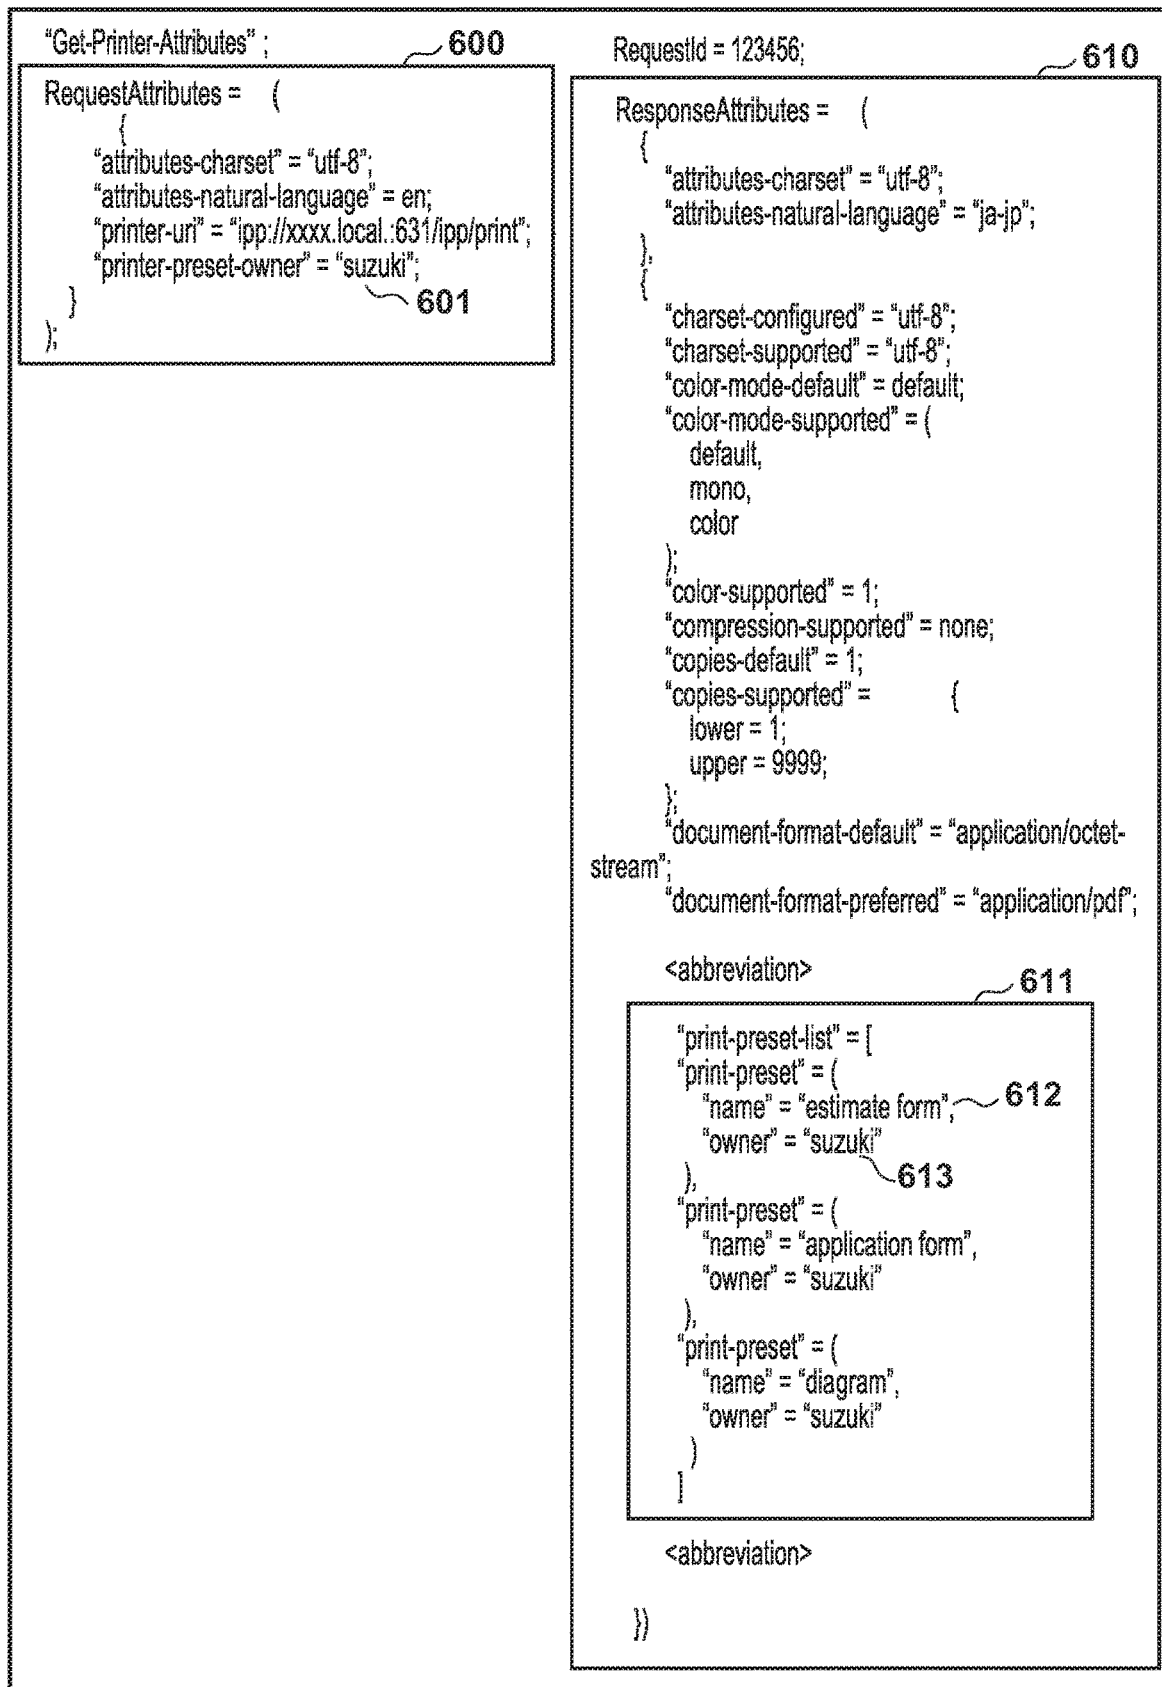 "Get-Printer-Attributes" ;
600
RequestAttributes = (
{
"attributes-charset" = "utf-8";
"attributes-natural-language" = en;
"printer-uri" = "ipp://xxxx.local.:631/ipp/print";
"printer-preset-owner" = "suzuki";
601
}
);
RequestId = 123456;
610
ResponseAttributes = (
{
"attributes-charset" = "utf-8";
"attributes-natural-language" = "ja-jp";
},
{
"charset-configured" = "utf-8";
"charset-supported" = "utf-8";
"color-mode-default" = default;
"color-mode-supported" = (
default,
mono,
color
);
"color-supported" = 1;
"compression-supported" = none;
"copies-default" = 1;
"copies-supported" = {
lower = 1;
upper = 9999;
};
"document-format-default" = "application/octet-
stream";
"document-format-preferred" = "application/pdf";
<abbreviation>
611
"print-preset-list" = [
"print-preset" = (
"name" = "estimate form", 612
"owner" = "suzuki"
613
),
"print-preset" = (
"name" = "application form",
"owner" = "suzuki"
),
"print-preset" = (
"name" = "diagram",
"owner" = "suzuki"
)
]
<abbreviation>
})